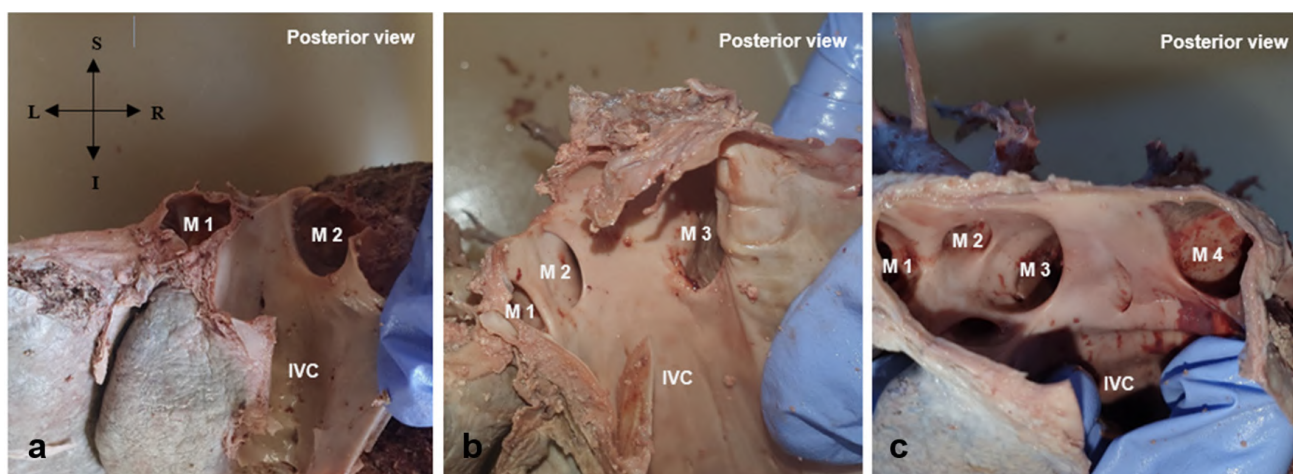 Posterior view
S
L R
I
M 1
M 2
IVC
a
Posterior view
M 3
M 2
M 1
IVC
b
Posterior view
M 1
M 2
M 3
M 4
IVC
c